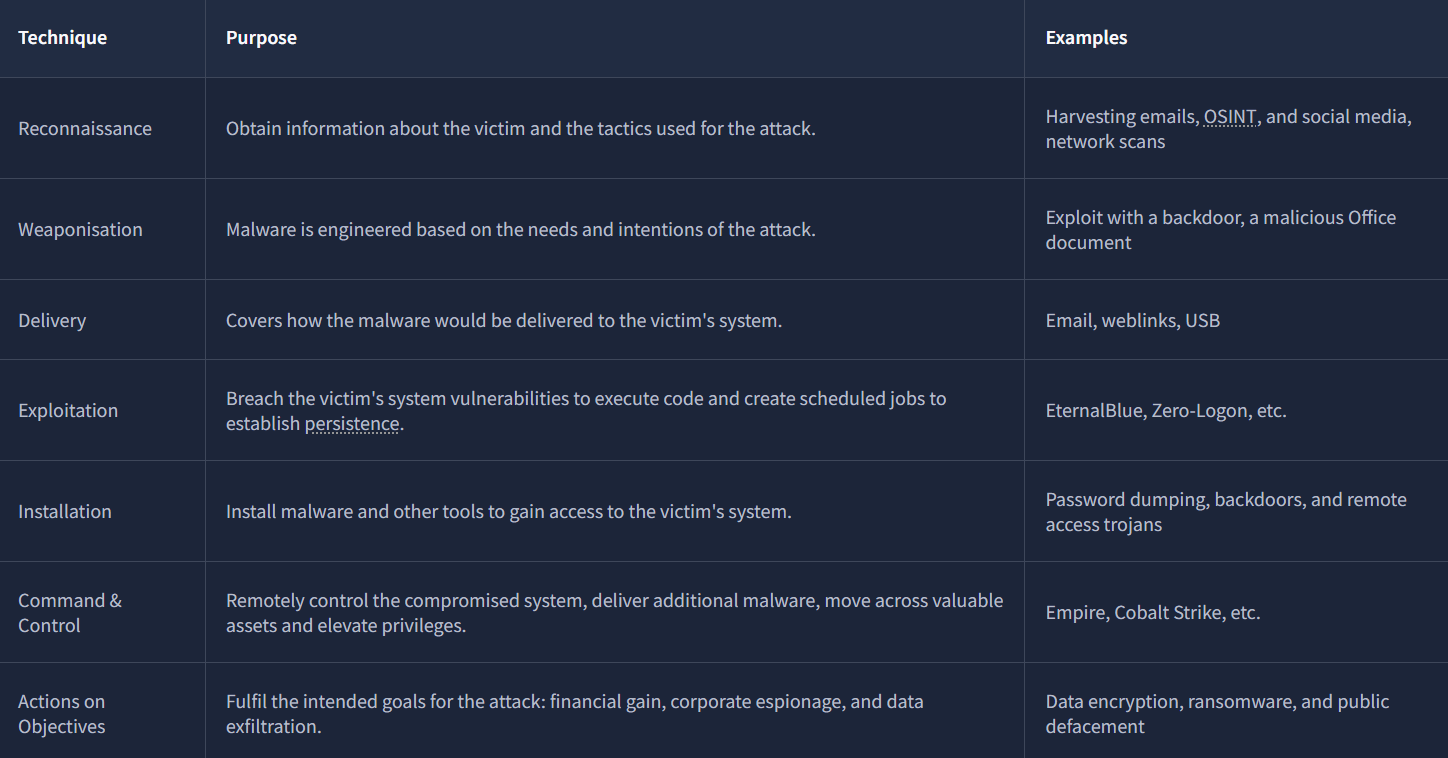 Technique
Purpose
Examples
Reconnaissance
Obtain information about the victim and the tactics used for the attack.
Harvesting emails, OSINT, and social media,
network scans
Weaponisation
Malware is engineered based on the needs and intentions of the attack.
Exploit with a backdoor, a malicious Office
document
Delivery
Covers how the malware would be delivered to the victim's system.
Email, weblinks, USB
Exploitation
Breach the victim's system vulnerabilities to execute code and create scheduled jobs to
establish persistence.
EternalBlue, Zero-Logon, etc.
Installation
Install malware and other tools to gain access to the victim's system.
Password dumping, backdoors, and remote
access trojans
Command &
Control
Remotely control the compromised system, deliver additional malware, move across valuable
assets and elevate privileges.
Empire, Cobalt Strike, etc.
Actions on
Objectives
Fulfil the intended goals for the attack: financial gain, corporate espionage, and data
exfiltration.
Data encryption, ransomware, and public
defacement